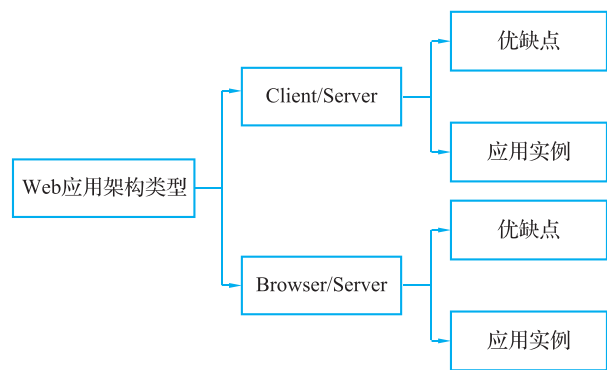 Web应用架构类型
Client/Server
优缺点
应用实例
Browser/Server
优缺点
应用实例